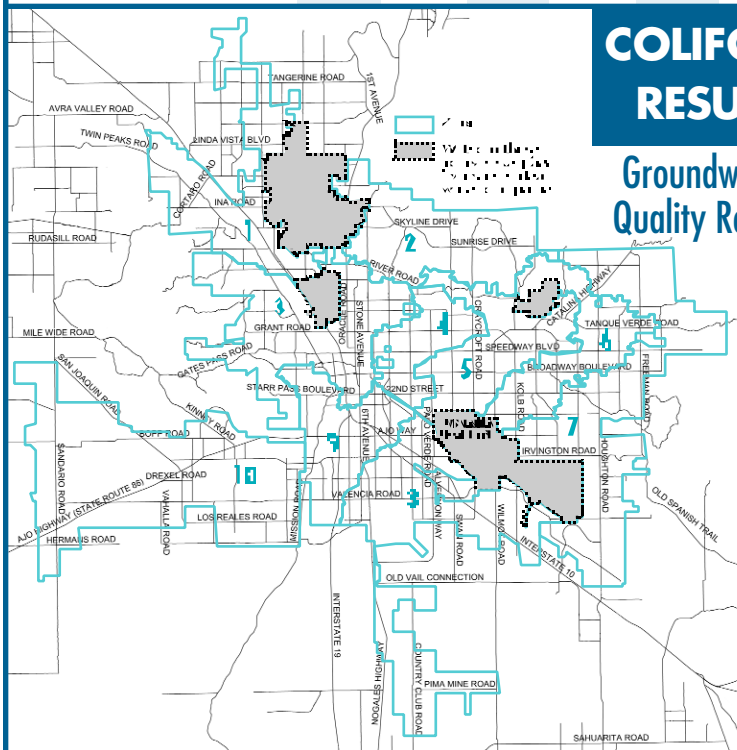 COLIFO
RESU
Groundw
Quality Re
TANGERINE ROAD
1ST AVENUE
AVRA VALLEY ROAD
TWIN PEAKS ROAD
LINDA VISTA BLVD
CORTARO ROAD
INA ROAD
1
SKYLINE DRIVE
2
SUNRISE DRIVE
RUDASILL ROAD
RIVER ROAD
CATALINA HIGHWAY
3
ORACLE ROAD
STONE AVENUE
4
CRAYCROFT ROAD
TANQUE VERDE ROAD
GRANT ROAD
MILE WIDE ROAD
6
SPEEDWAY BLVD
GATES PASS ROAD
5
BROADWAY BOULEVARD
FREEMAN ROAD
SAN JOAQUIN ROAD
STARR PASS BOULEVARD
22ND STREET
KOLB ROAD
KINNEY ROAD
6TH AVENUE
PALO VERDE ROAD
7
BOPP ROAD
9
AJO WAY
IRVINGTON ROAD
HOUGHTON ROAD
SANDARIO ROAD
10
DREXEL ROAD
AJO HIGHWAY (STATE ROUTE 86)
VAHALLA ROAD
MISSION ROAD
VALENCIA ROAD
8
ALVERNON WAY
OLD SPANISH TRAIL
LOS REALES ROAD
SWAN ROAD
WILMOT ROAD
HERMANS ROAD
INTERSTATE 10
OLD VAIL CONNECTION
INTERSTATE 19
NOGALES HIGHWAY
COUNTRY CLUB ROAD
PIMA MINE ROAD
SAHUARITA ROAD